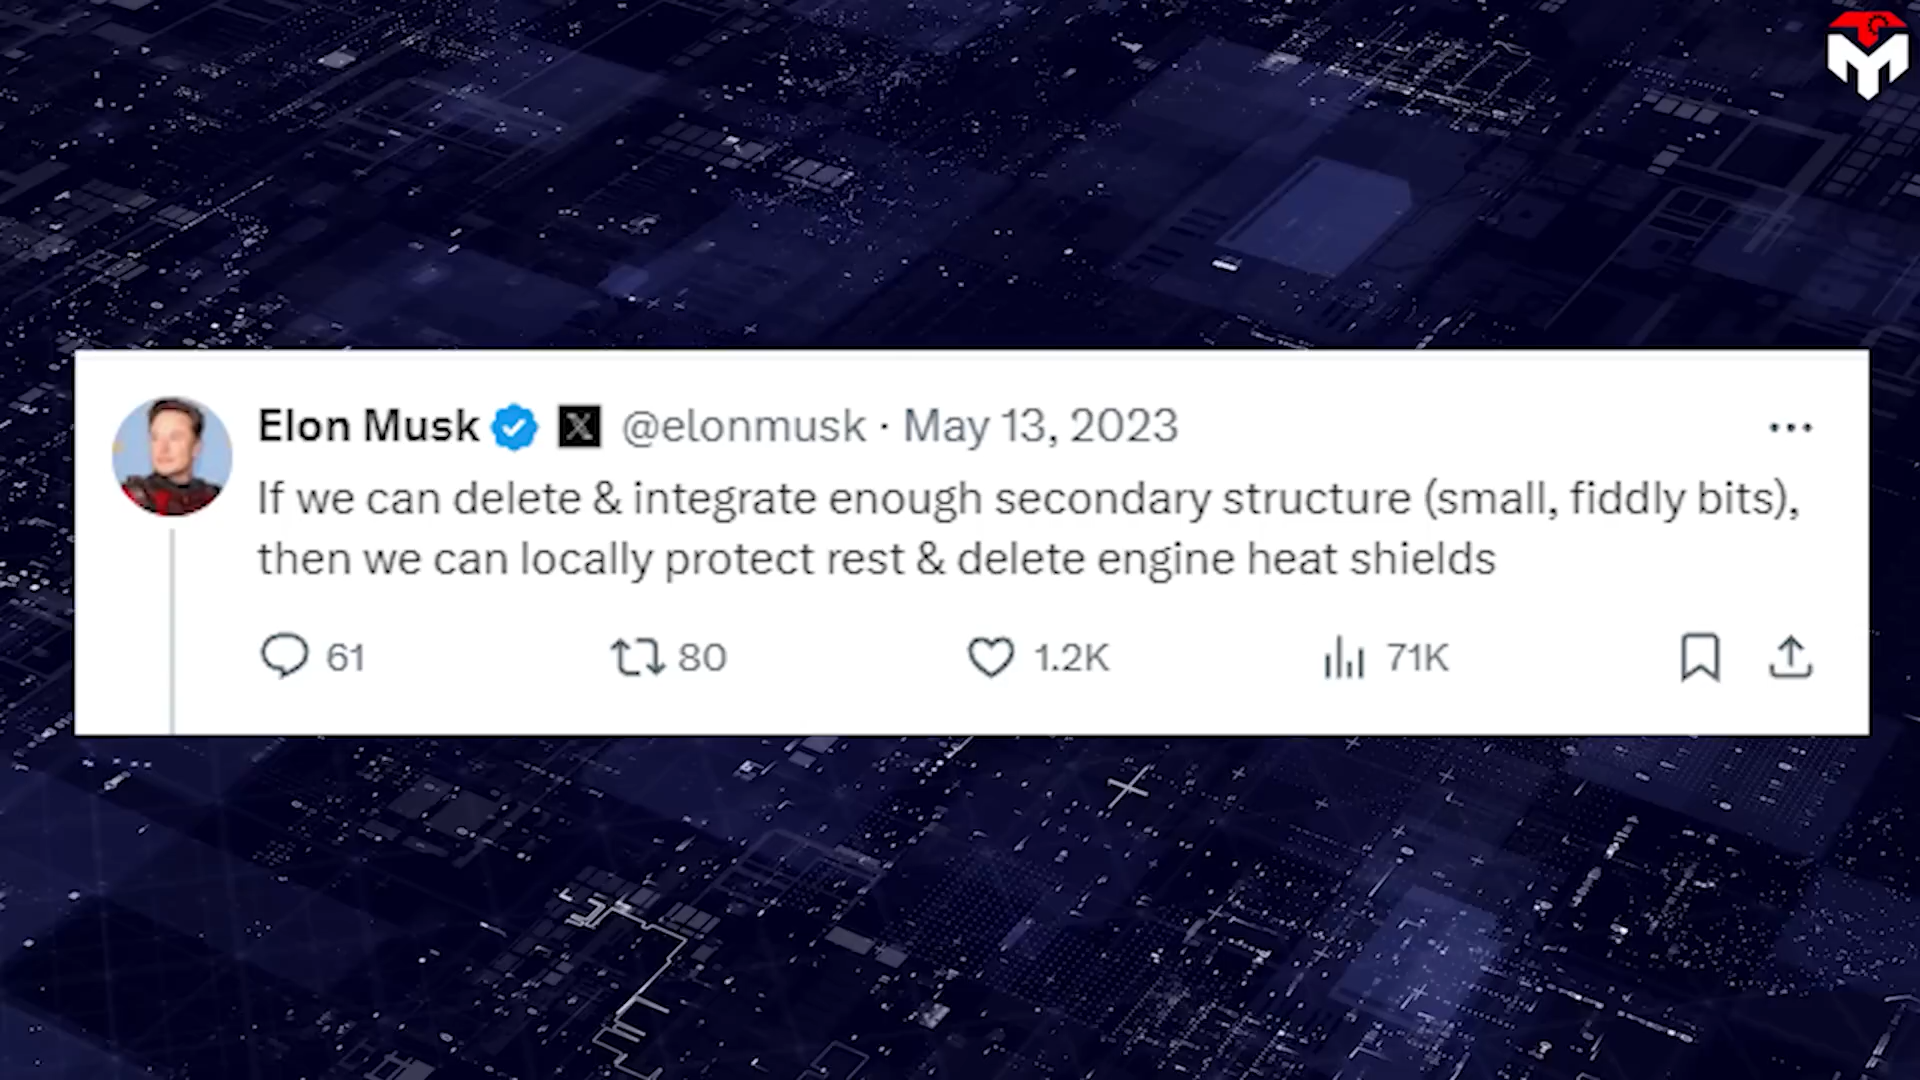 Elon Musk @elonmusk · May 13, 2023
If we can delete & integrate enough secondary structure (small, fiddly bits),
then we can locally protect rest & delete engine heat shields
61 80 1.2K 71K